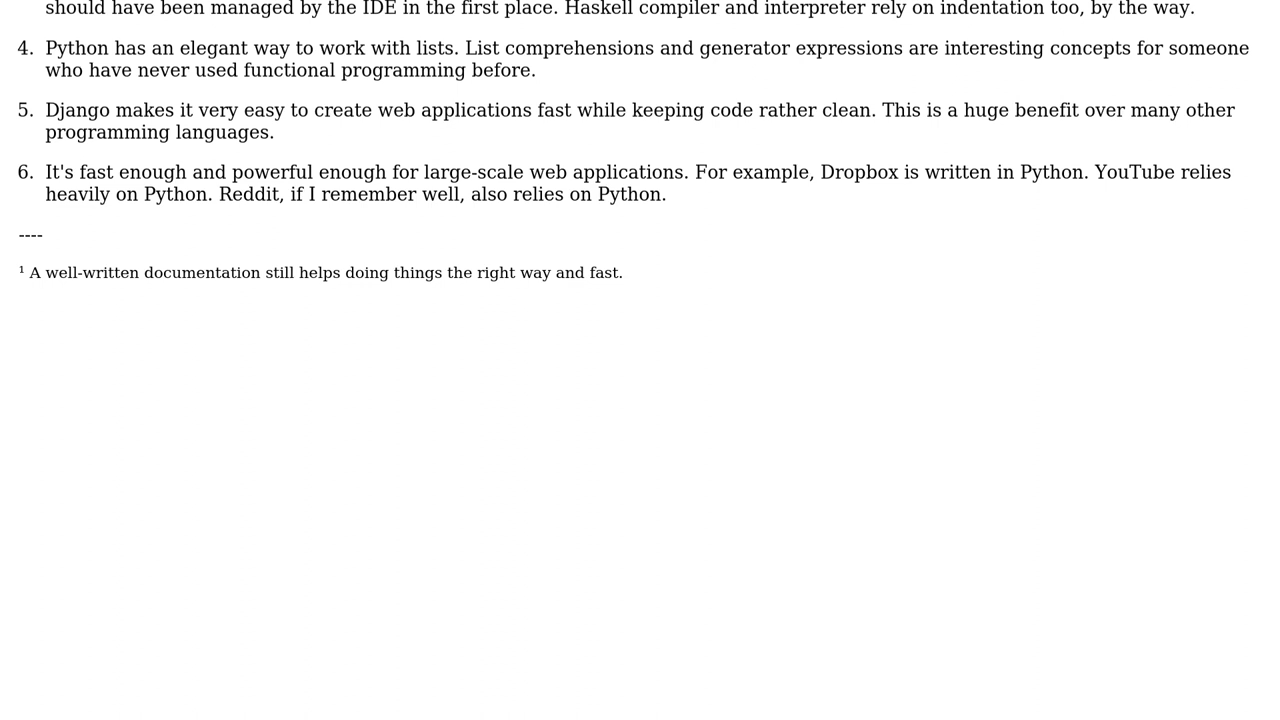 should have been managed by the IDE in the first place. Haskell compiler and interpreter rely on indentation too, by the way.
4. Python has an elegant way to work with lists. List comprehensions and generator expressions are interesting concepts for someone
who have never used functional programming before.
5. Django makes it very easy to create web applications fast while keeping code rather clean. This is a huge benefit over many other
programming languages.
6. It's fast enough and powerful enough for large-scale web applications. For example, Dropbox is written in Python. YouTube relies
heavily on Python. Reddit, if I remember well, also relies on Python.
----
¹ A well-written documentation still helps doing things the right way and fast.